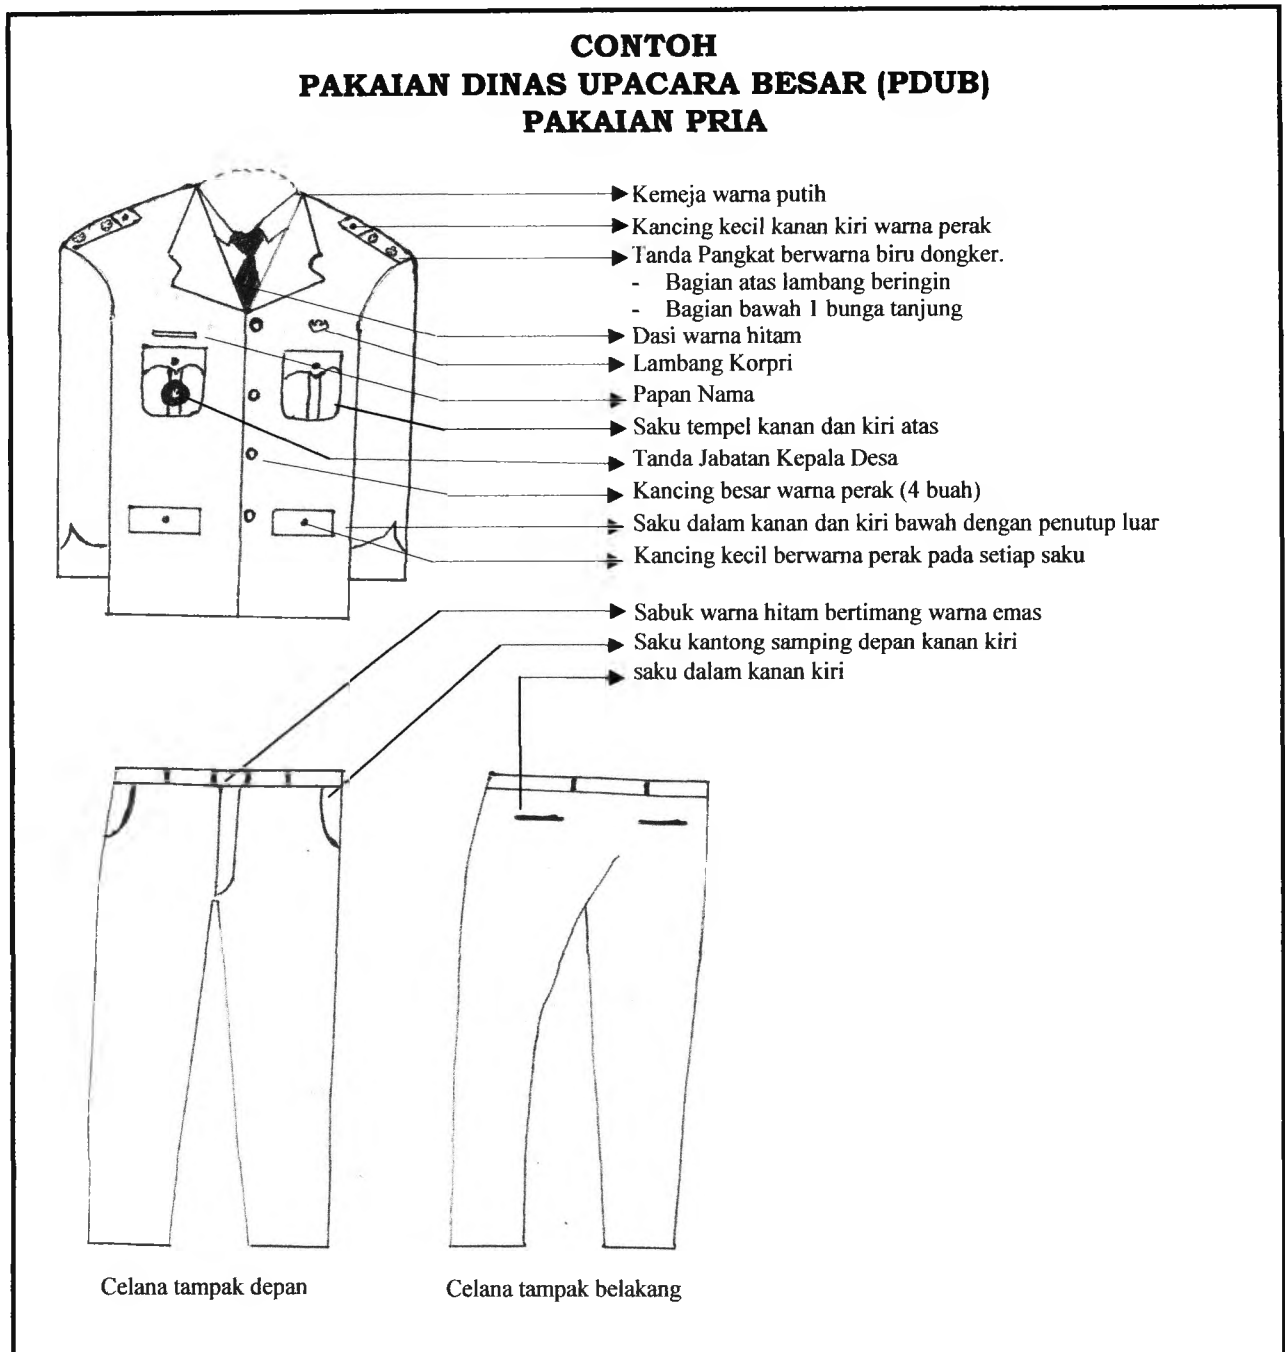 CONTOH
PAKAIAN DINAS UPACARA BESAR (PDUB)
PAKAIAN PRIA
Kemeja warna putih
Kancing kecil kanan kiri warna perak
Tanda Pangkat berwarna biru dongker.
- Bagian atas lambang beringin
- Bagian bawah 1 bunga tanjung
Dasi warna hitam
Lambang Korpri
Papan Nama
Saku tempel kanan dan kiri atas
Tanda Jabatan Kepala Desa
Kancing besar warna perak (4 buah)
Saku dalam kanan dan kiri bawah dengan penutup luar
Kancing kecil berwarna perak pada setiap saku
Sabuk warna hitam bertimang warna emas
Saku kantong samping depan kanan kiri
saku dalam kanan kiri
Celana tampak depan
Celana tampak belakang